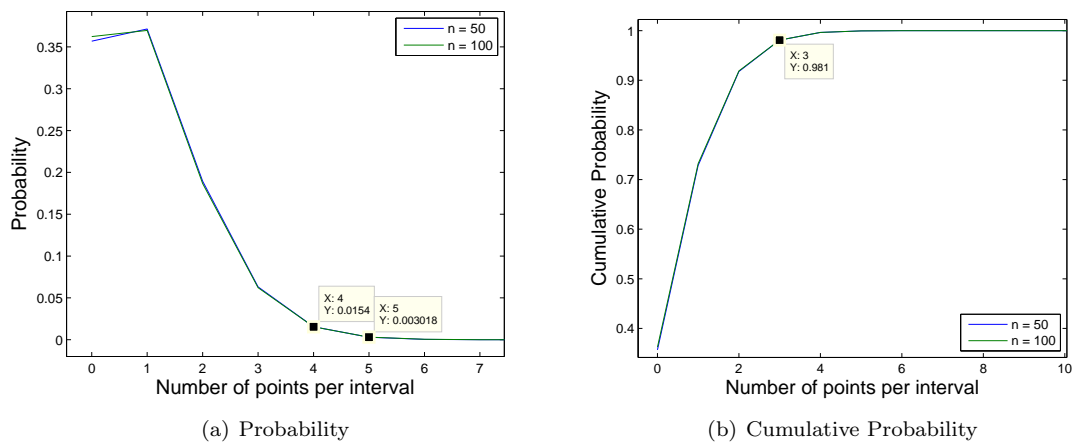 n = 50
n = 100
0.35
0.3
0.25
0.2
0.15
0.1
0.05
0
Probability
X: 4
Y: 0.0154
X: 5
Y: 0.003018
0 1 2 3 4 5 6 7
Number of points per interval
(a) Probability
1
0.9
0.8
0.7
0.6
0.5
0.4
Cumulative Probability
X: 3
Y: 0.981
n = 50
n = 100
0 2 4 6 8 10
Number of points per interval
(b) Cumulative Probability